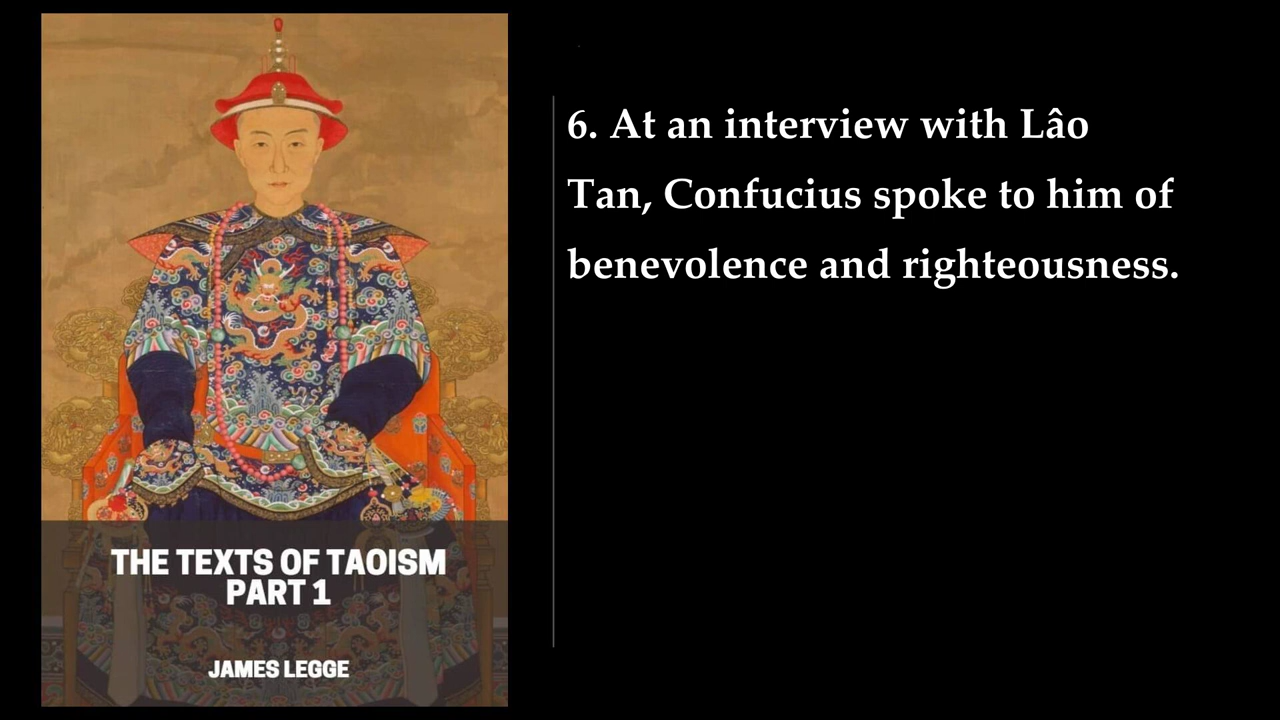 6. At an interview with Lâo
Tan, Confucius spoke to him of
benevolence and righteousness.
THE TEXTS OF TAOISM
PART 1
JAMES LEGGE